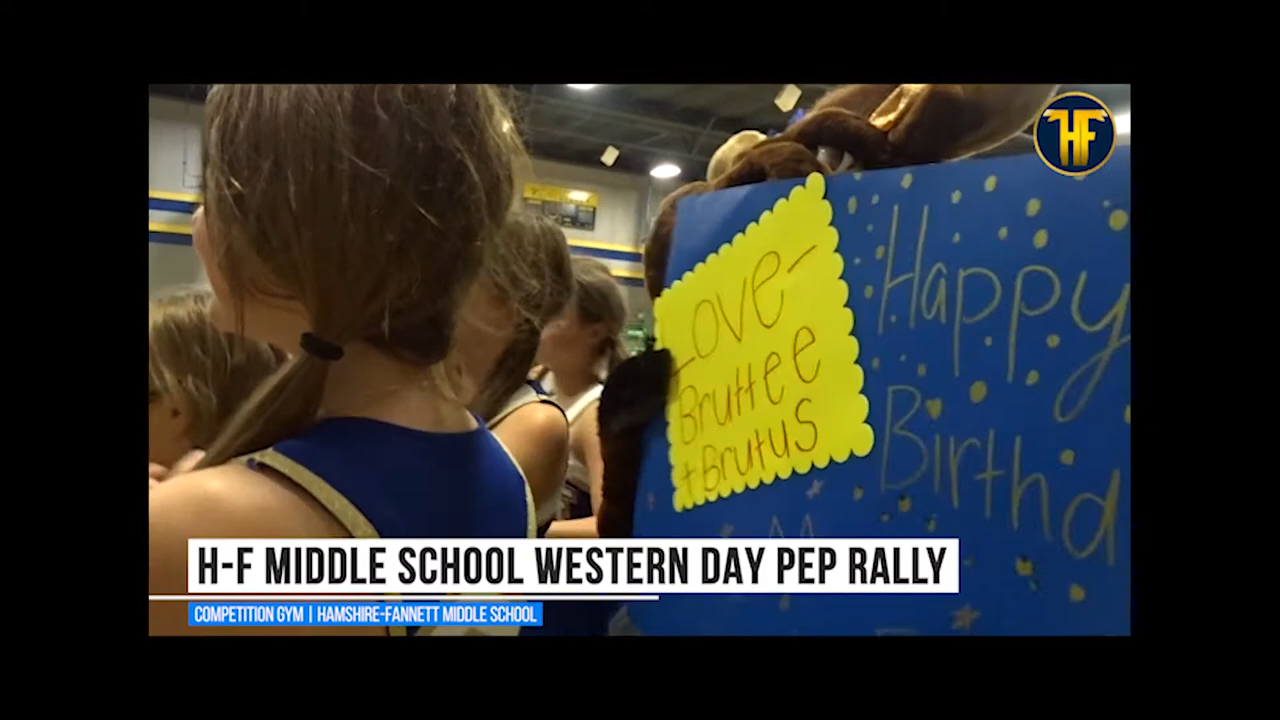 HF
Love-
Bruttee
+Brutus
Happy
Birthd
H-F MIDDLE SCHOOL WESTERN DAY PEP RALLY
COMPETITION GYM | HAMSHIRE-FANNETT MIDDLE SCHOOL